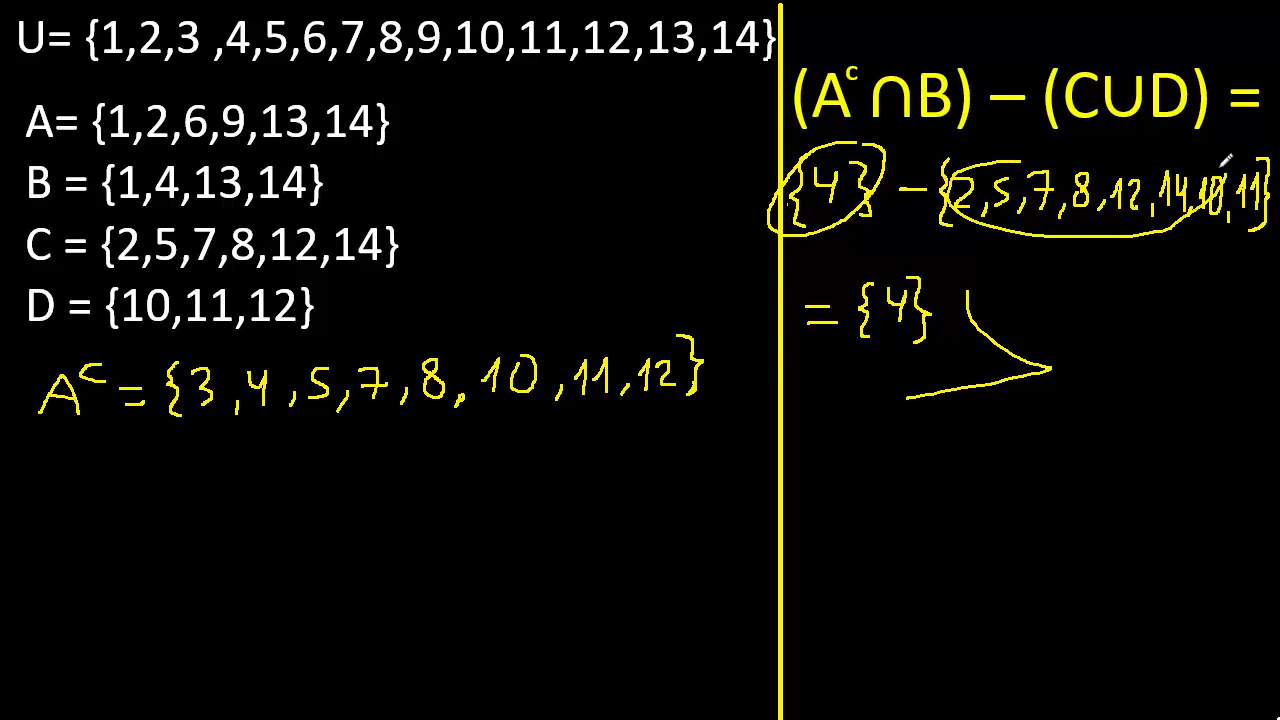 U= {1,2,3 ,4,5,6,7,8,9,10,11,12,13,14}
A= {1,2,6,9,13,14}
B = {1,4,13,14}
C = {2,5,7,8,12,14}
D = {10,11,12}
Aᶜ = {3,4,5,7,8,10,11,12}
(Aᶜ ∩B) – (C∪D) =
{4} – {2,5,7,8,12,14,10,11}
= {4}